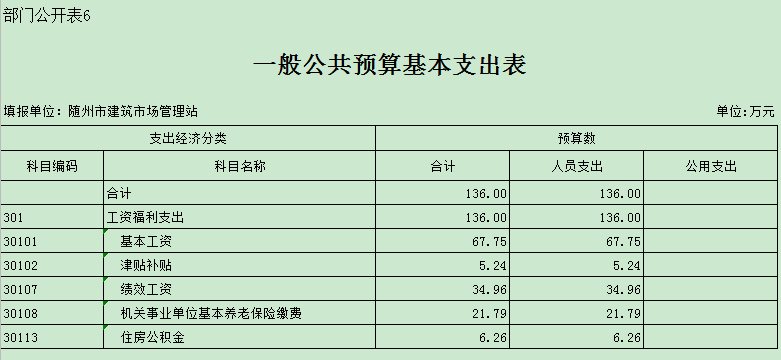 部门公开表6
一般公共预算基本支出表
填报单位：随州市建筑市场管理站 单位:万元
支出经济分类 预算数
科目编码 科目名称 合计 人员支出 公用支出
合计 136.00 136.00
301 工资福利支出 136.00 136.00
30101 基本工资 67.75 67.75
30102 津贴补贴 5.24 5.24
30107 绩效工资 34.96 34.96
30108 机关事业单位基本养老保险缴费 21.79 21.79
30113 住房公积金 6.26 6.26